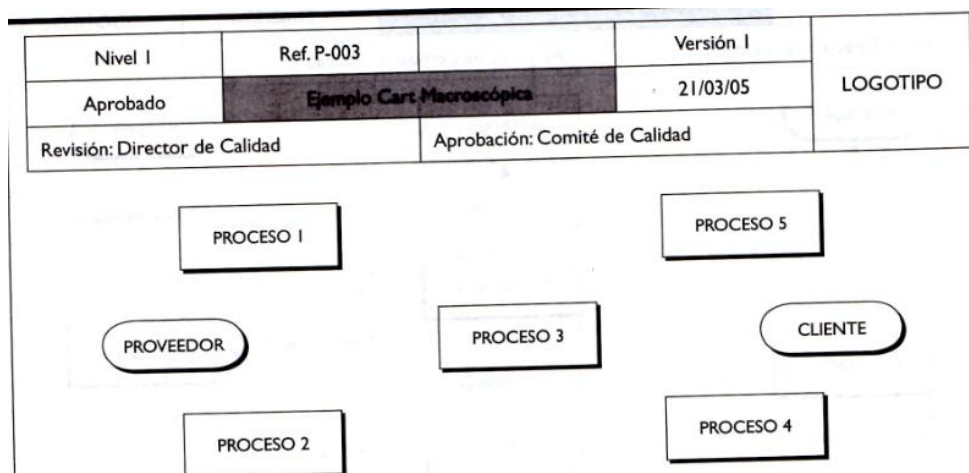 Nivel 1
Ref. P-003
Versión 1
LOGOTIPO
Aprobado
Ejemplo Cart Macroscópica
21/03/05
Revisión: Director de Calidad
Aprobación: Comité de Calidad
PROCESO 1
PROCESO 5
PROVEEDOR
PROCESO 3
CLIENTE
PROCESO 2
PROCESO 4